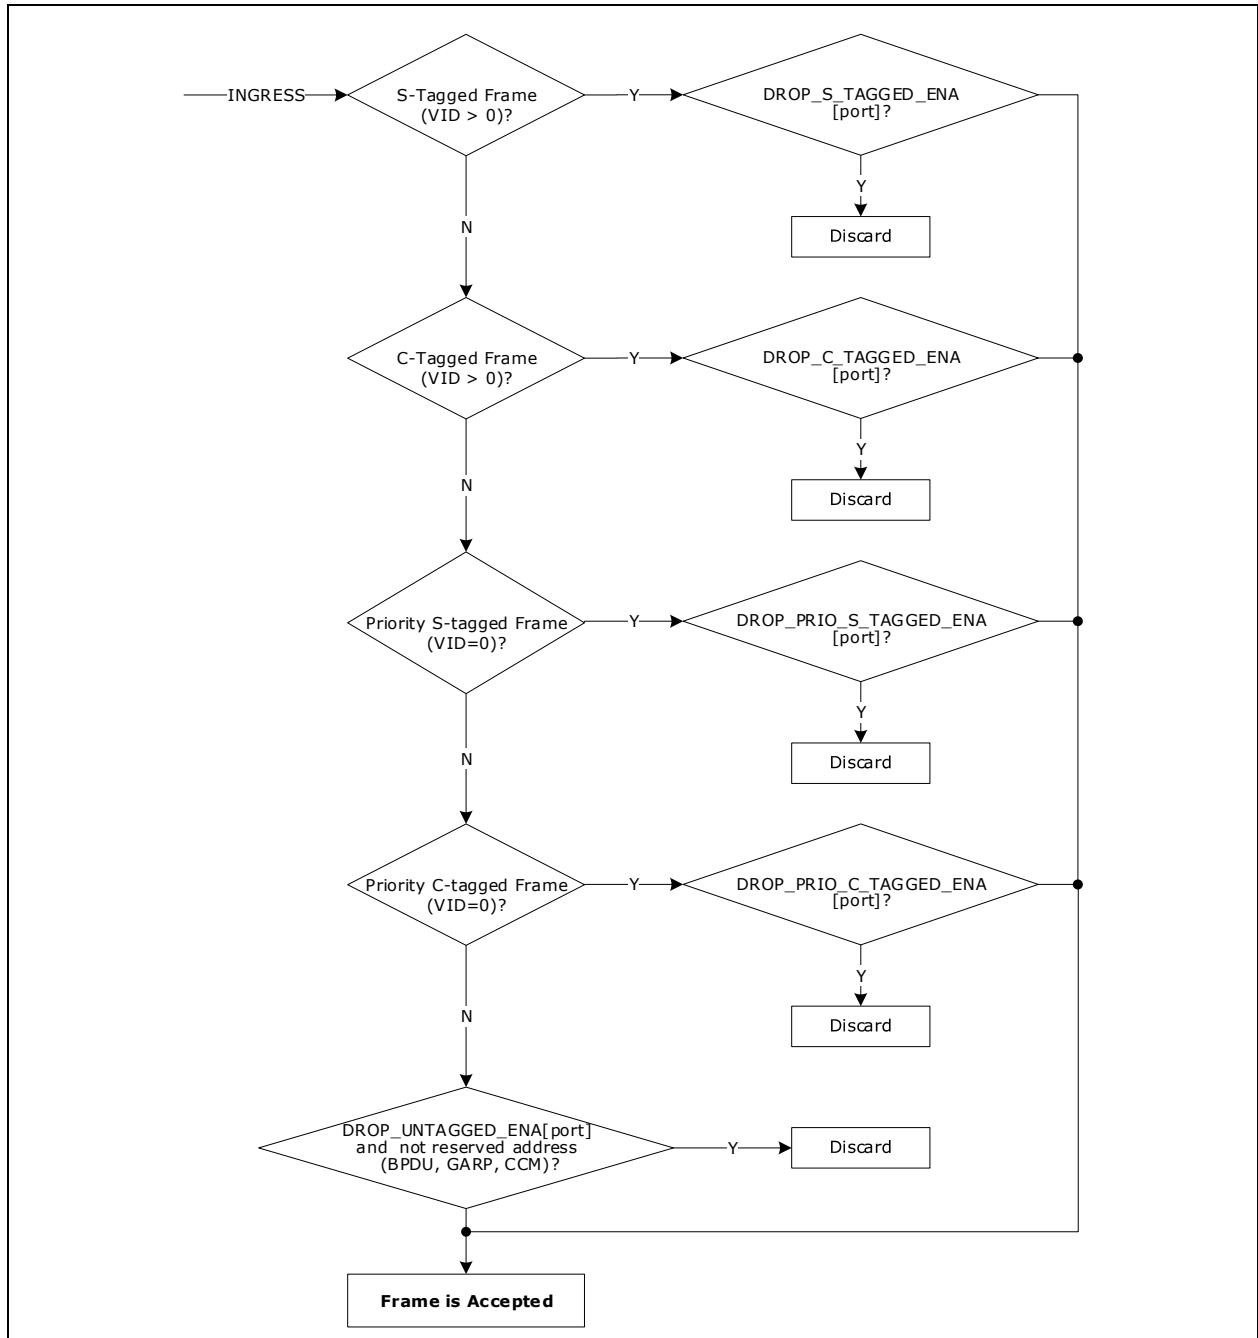 INGRESS
S-Tagged Frame
(VID > 0)?
Y
DROP_S_TAGGED_ENA
[port]?
Y
Discard
N
C-Tagged Frame
(VID > 0)?
Y
DROP_C_TAGGED_ENA
[port]?
Y
Discard
N
Priority S-tagged Frame
(VID=0)?
Y
DROP_PRIO_S_TAGGED_ENA
[port]?
Y
Discard
N
Priority C-tagged Frame
(VID=0)?
Y
DROP_PRIO_C_TAGGED_ENA
[port]?
Y
Discard
N
DROP_UNTAGGED_ENA[port]
and not reserved address
(BPDU, GARP, CCM)?
Y
Discard
Frame is Accepted